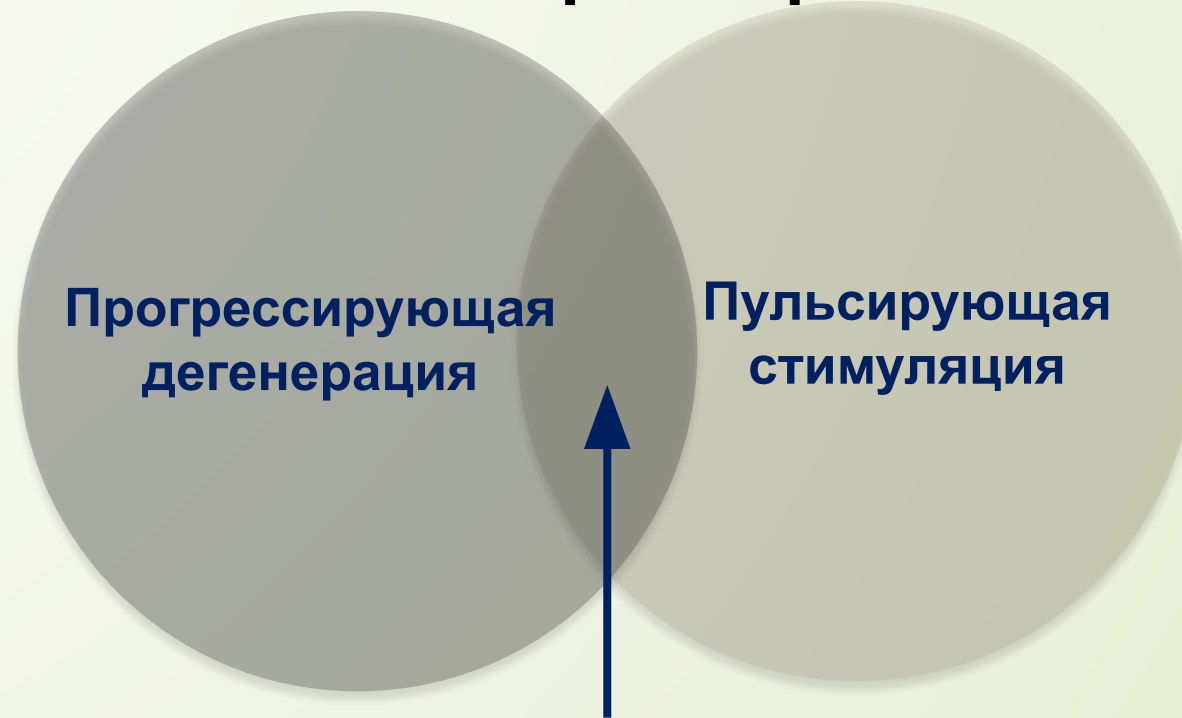 Прогрессирующая
дегенерация
Пульсирующая
стимуляция